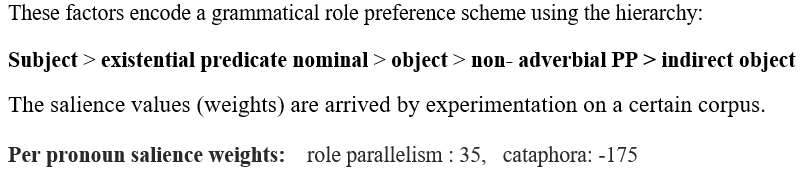 These factors encode a grammatical role preference scheme using the hierarchy:
Subject > existential predicate nominal > object > non- adverbial PP > indirect object
The salience values (weights) are arrived by experimentation on a certain corpus.
Per pronoun salience weights: role parallelism : 35, cataphora: -175